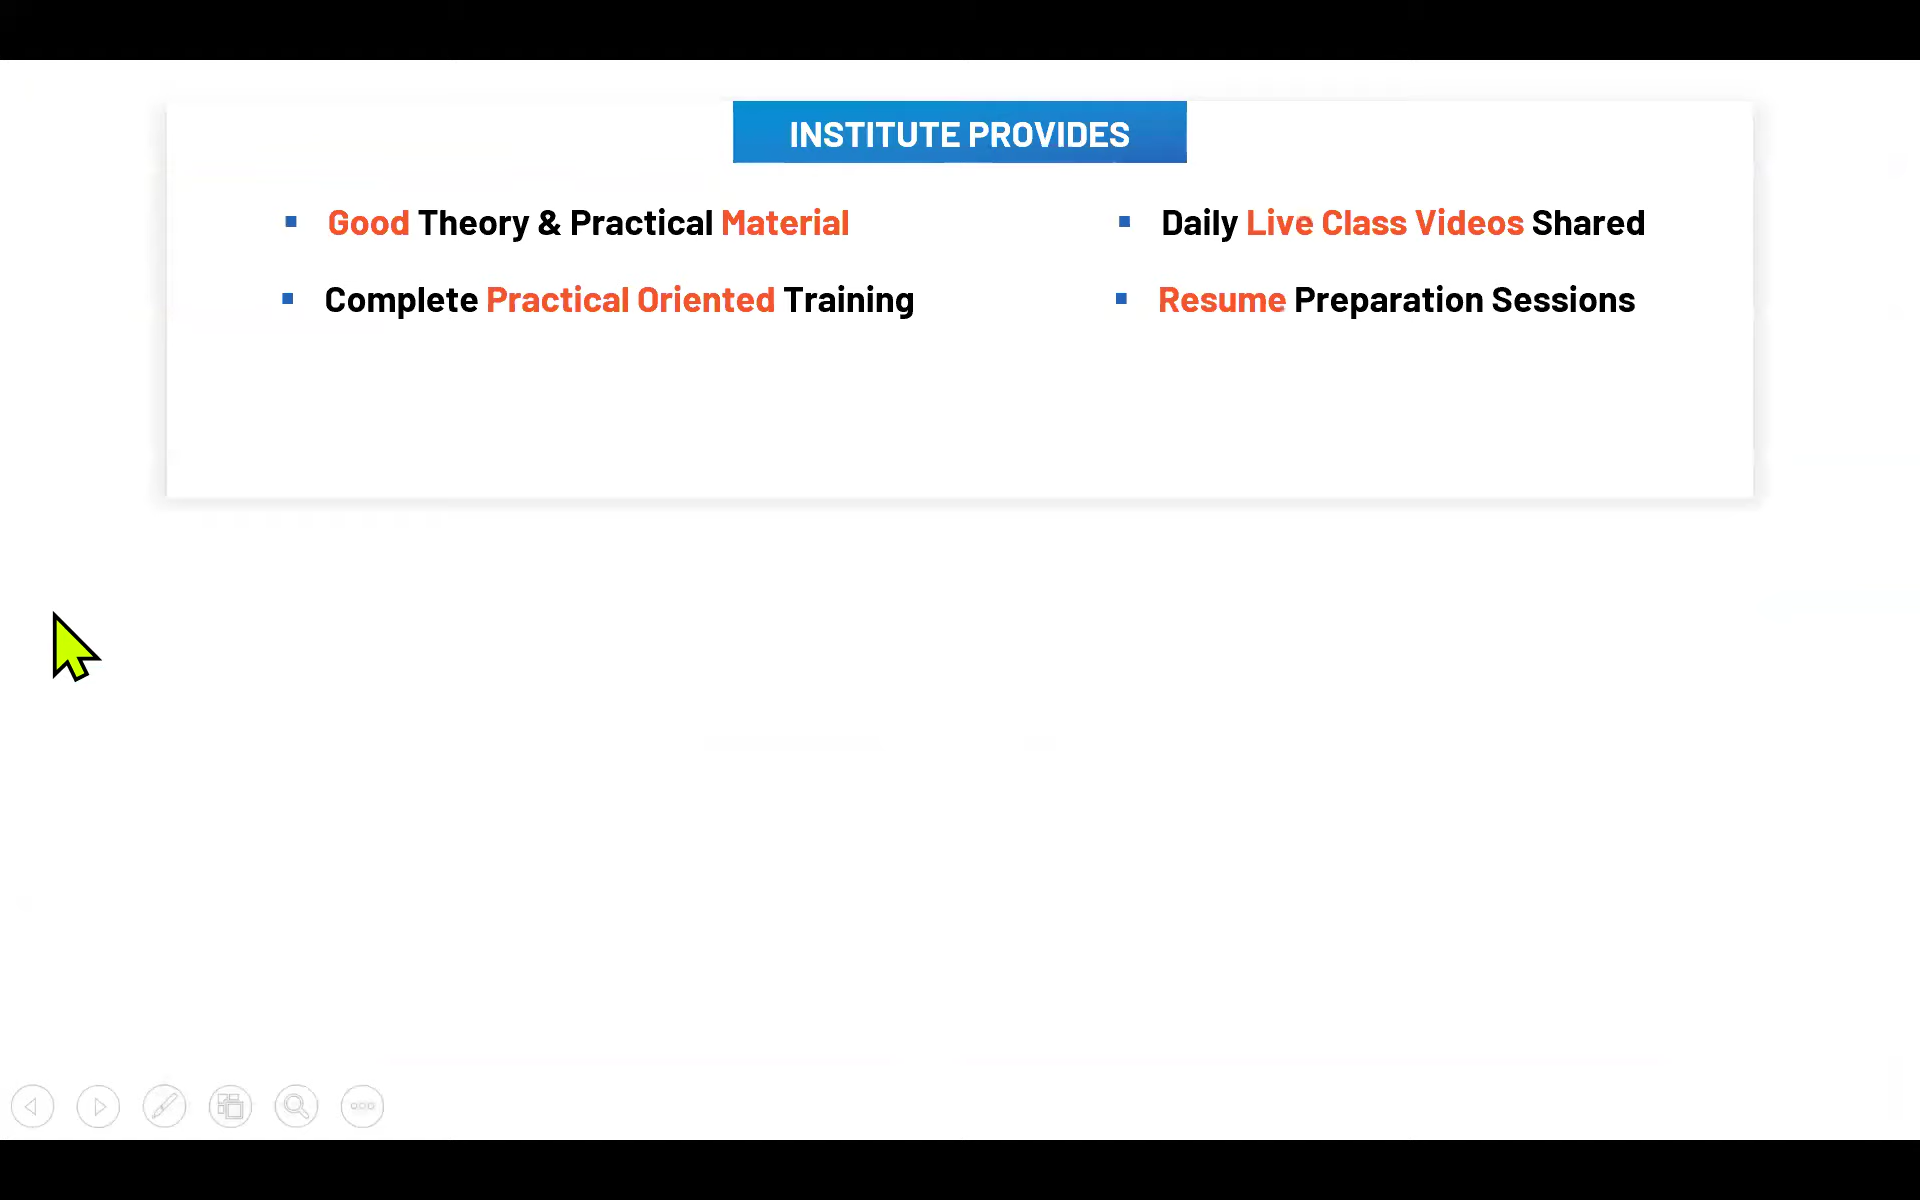 INSTITUTE PROVIDES
Good Theory & Practical Material
Complete Practical Oriented Training
Daily Live Class Videos Shared
Resume Preparation Sessions